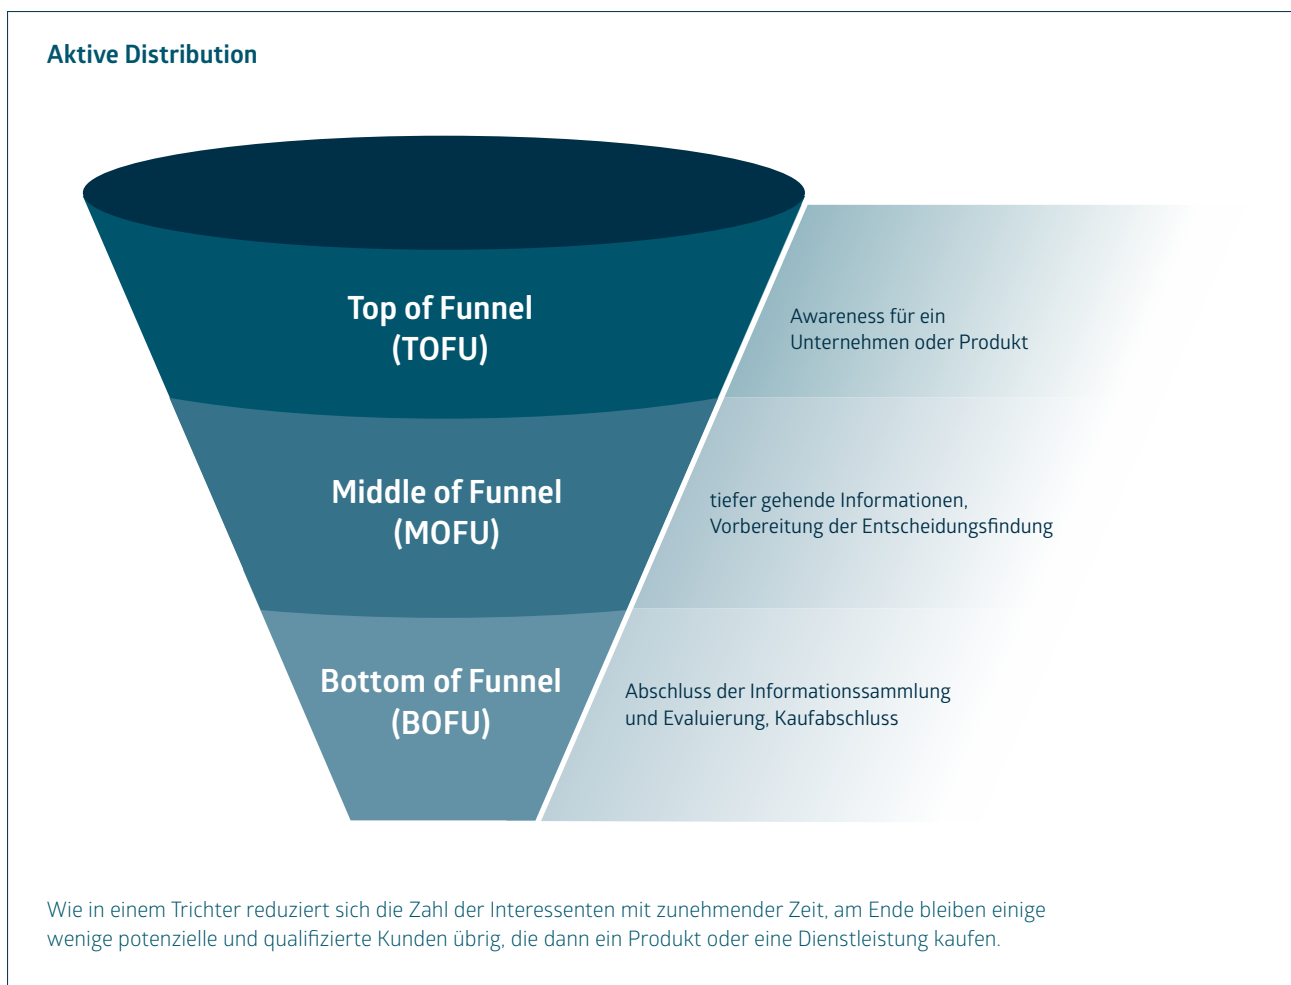 Aktive Distribution
Top of Funnel
(TOFU)
Awareness für ein
Unternehmen oder Produkt
Middle of Funnel
(MOFU)
tiefer gehende Informationen,
Vorbereitung der Entscheidungsfindung
Bottom of Funnel
(BOFU)
Abschluss der Informationssammlung
und Evaluierung, Kaufabschluss
Wie in einem Trichter reduziert sich die Zahl der Interessenten mit zunehmender Zeit, am Ende bleiben einige
wenige potenzielle und qualifizierte Kunden übrig, die dann ein Produkt oder eine Dienstleistung kaufen.